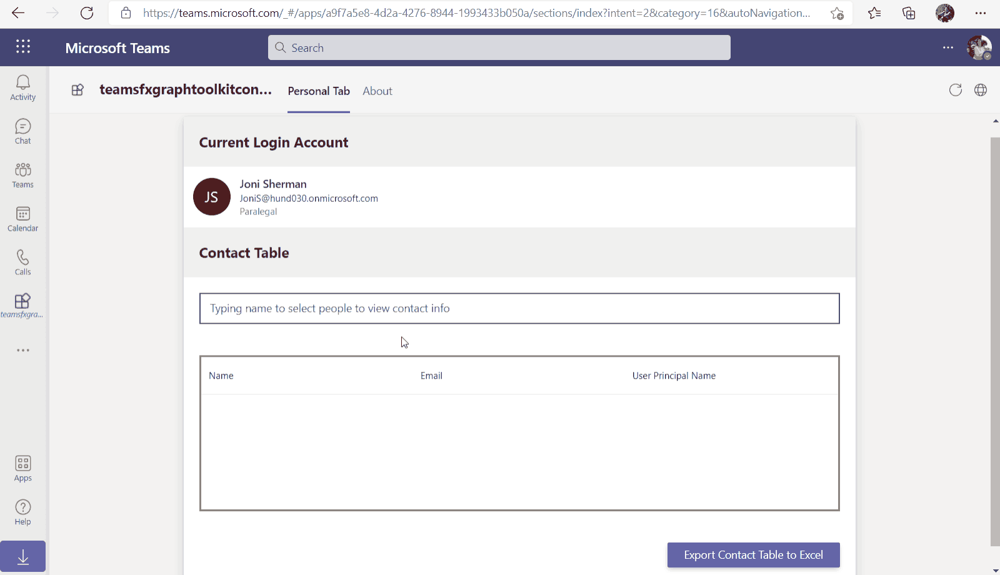 https://teams.microsoft.com/_#/apps/a9f7a5e8-4d2a-4276-8944-1993433b050a/sections/index?intent=2&category=16&autoNavigation...
Microsoft Teams
Search
Activity
Chat
Teams
Calendar
Calls
teamsfxgra...
Apps
Help
teamsfxgraphtoolkitcon...
Personal Tab
About
Current Login Account
JS
Joni Sherman
JoniS@hund030.onmicrosoft.com
Paralegal
Contact Table
Typing name to select people to view contact info
Name Email User Principal Name
Export Contact Table to Excel